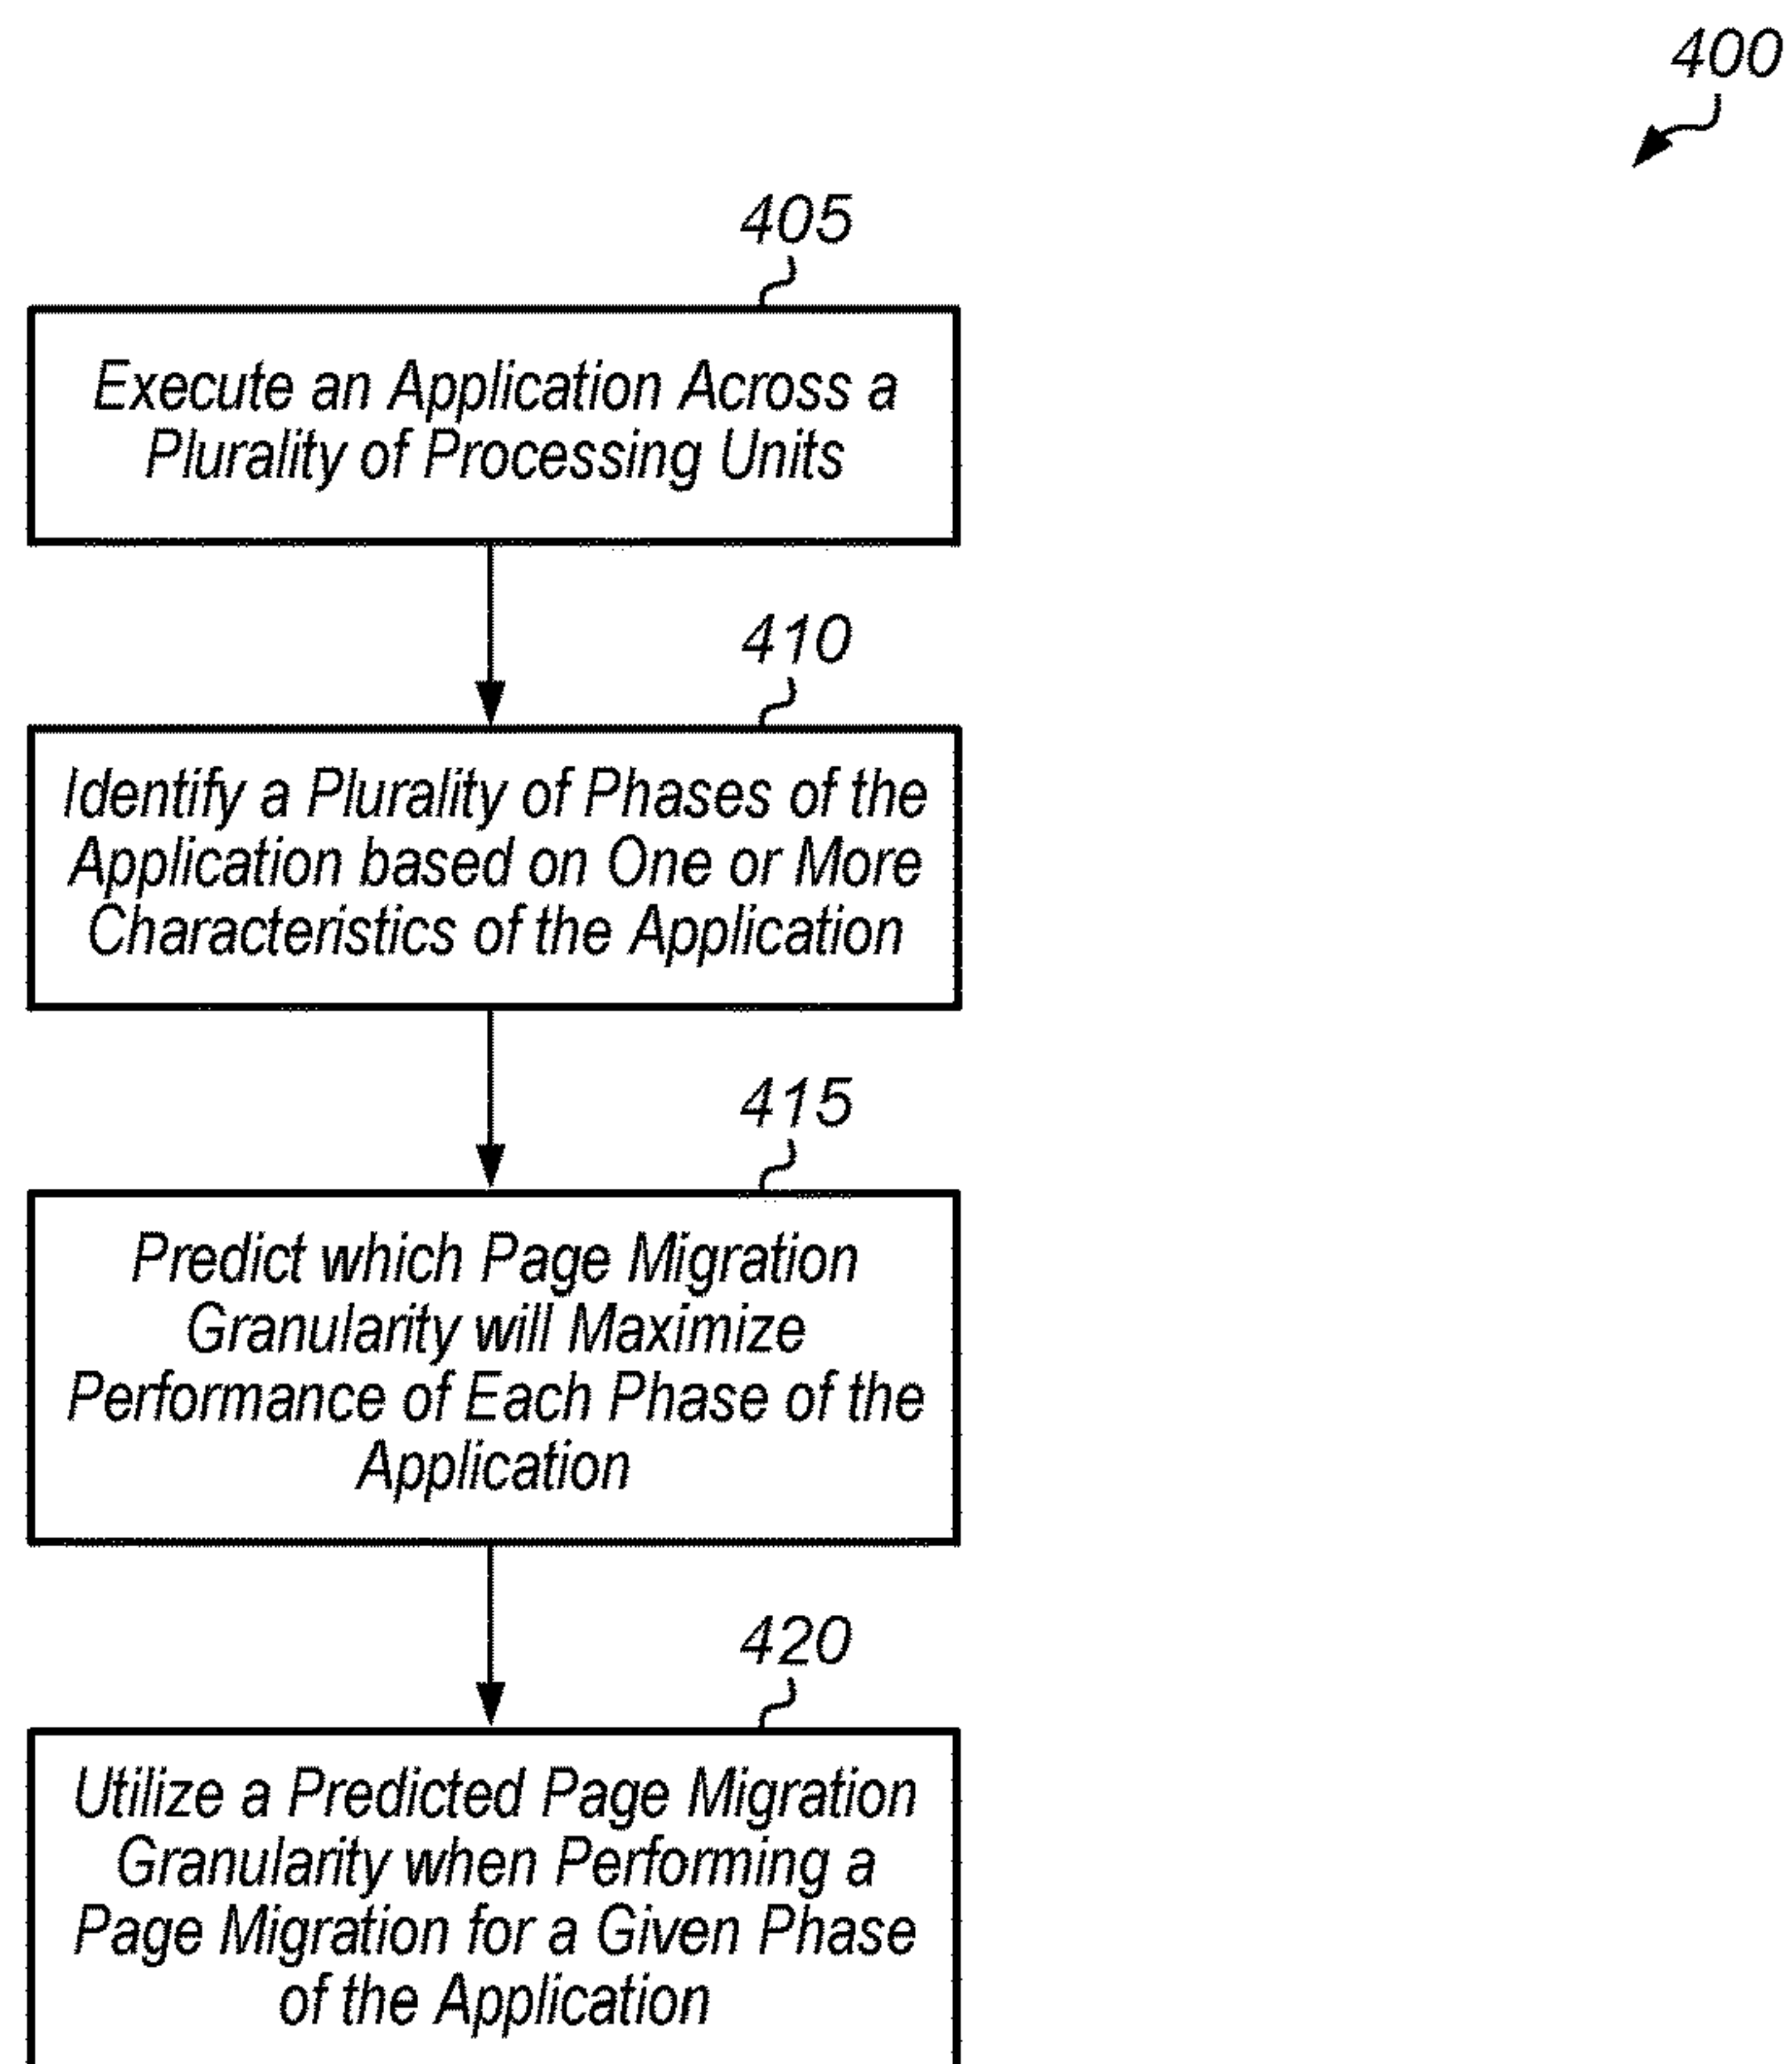 400
405
Execute an Application Across a
Plurality of Processing Units
410
Identify a Plurality of Phases of the
Application based on One or More
Characteristics of the Application
415
Predict which Page Migration
Granularity will Maximize
Performance of Each Phase of the
Application
420
Utilize a Predicted Page Migration
Granularity when Performing a
Page Migration for a Given Phase
of the Application